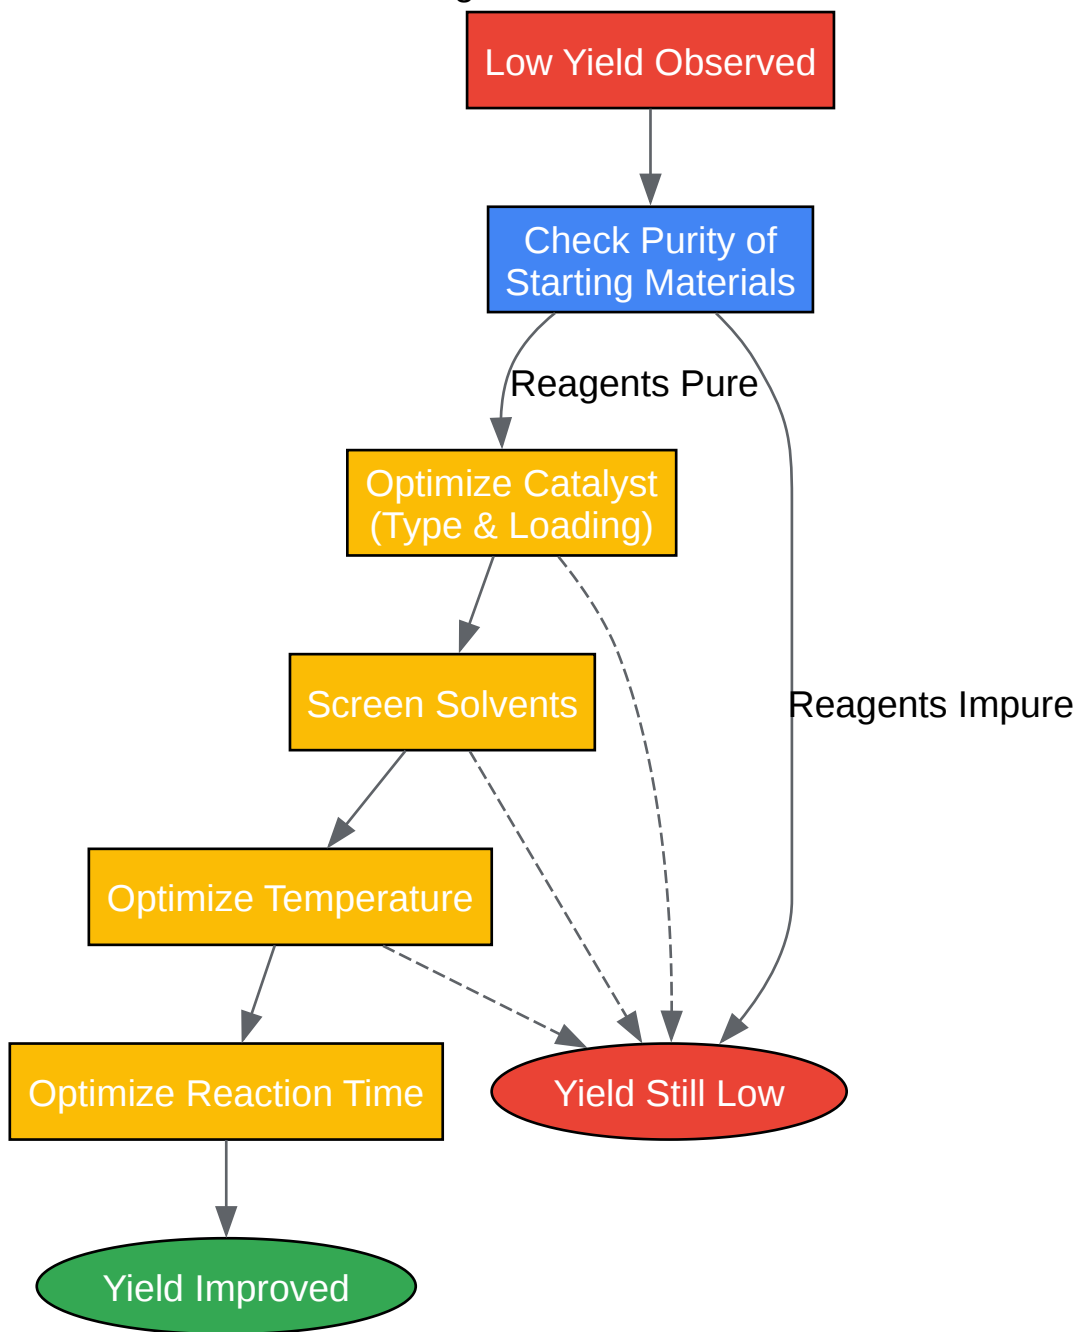 Low Yield Observed
Check Purity of
Starting Materials
Reagents Pure
Optimize Catalyst
(Type & Loading)
Screen Solvents
Reagents Impure
Optimize Temperature
Optimize Reaction Time
Yield Still Low
Yield Improved